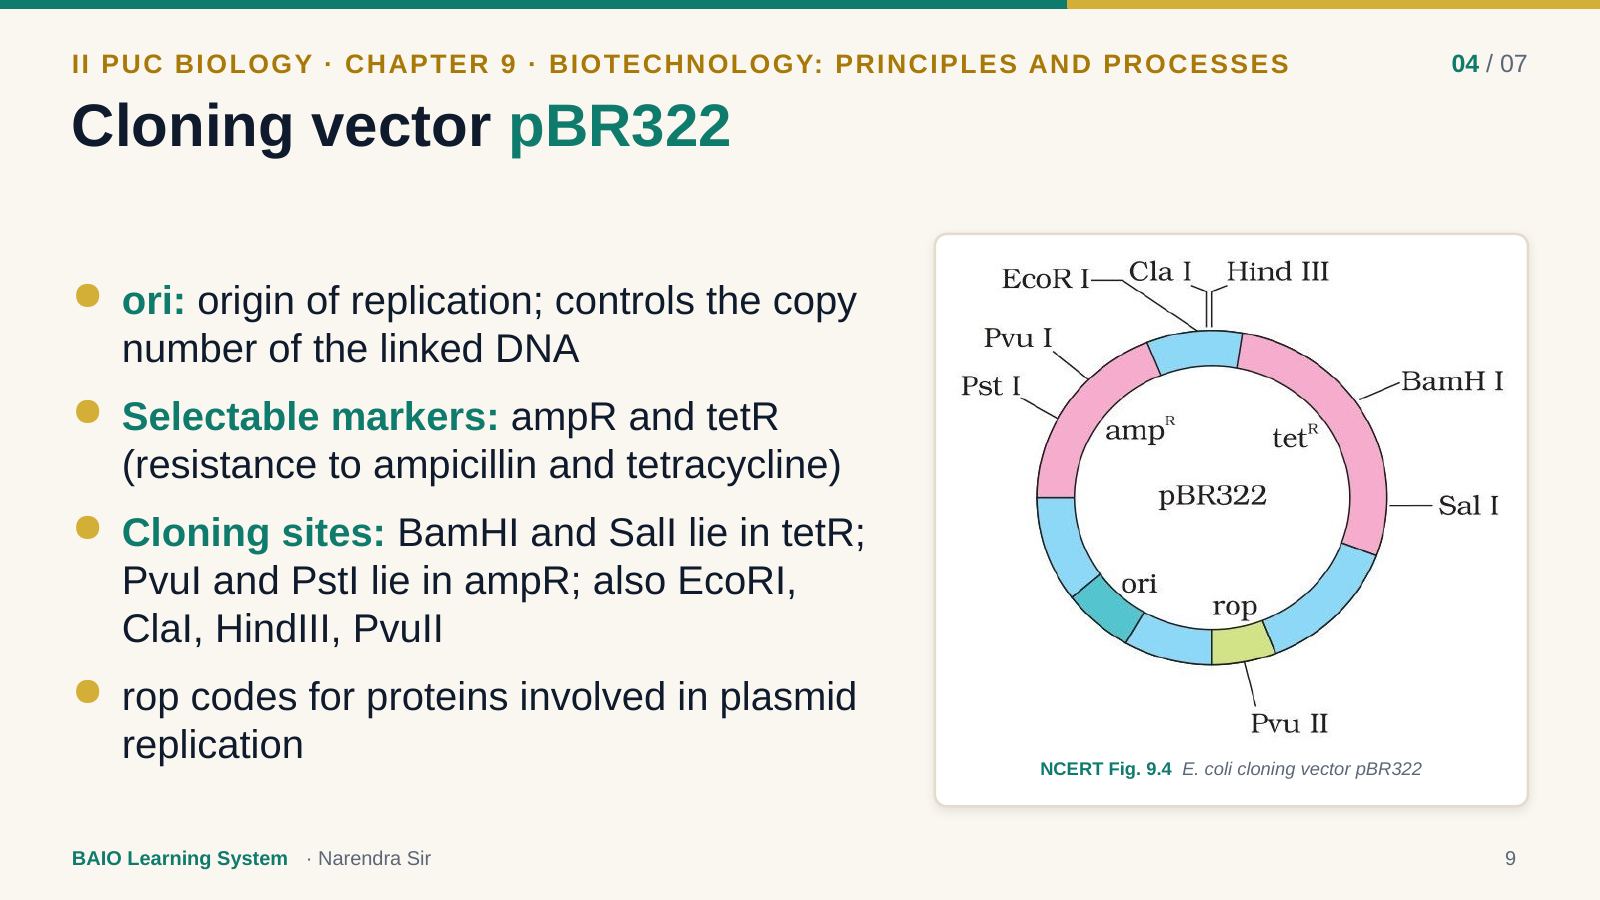 II PUC BIOLOGY · CHAPTER 9 · BIOTECHNOLOGY: PRINCIPLES AND PROCESSES
04 / 07
Cloning vector pBR322
ori: origin of replication; controls the copy
number of the linked DNA
Selectable markers: ampR and tetR
(resistance to ampicillin and tetracycline)
Cloning sites: BamHI and SalI lie in tetR;
PvuI and PstI lie in ampR; also EcoRI,
ClaI, HindIII, PvuII
rop codes for proteins involved in plasmid
replication
EcoR I
Cla I
Hind III
Pvu I
Pst I
BamH I
amp^R
tet^R
pBR322
Sal I
ori
rop
Pvu II
NCERT Fig. 9.4 E. coli cloning vector pBR322
BAIO Learning System · Narendra Sir
9